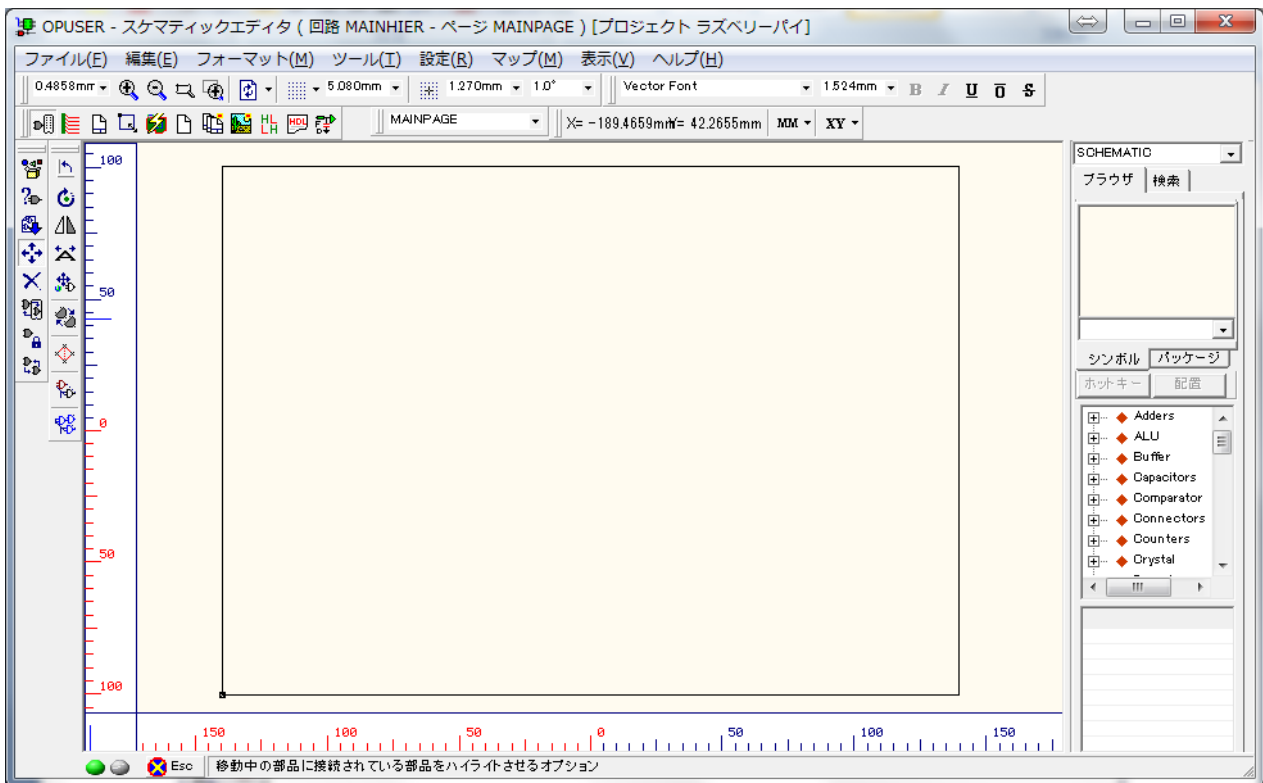 OPUSER - スケマティックエディタ ( 回路 MAINHIER - ページ MAINPAGE ) [プロジェクト ラズベリーパイ]
ファイル(F) 編集(E) フォーマット(M) ツール(T) 設定(R) マップ(M) 表示(V) ヘルプ(H)
0.4858mm 5.080mm 1.270mm 1.0° Vector Font 1.524mm B I U O S
HL LH HDL MAINPAGE X= -189.4659mm Y= 42.2655mm MM XY
SCHEMATIC
ブラウザ 検索
シンボル パッケージ
ホットキー 配置
Adders
ALU
Buffer
Capacitors
Comparator
Connectors
Counters
Crystal
100
50
0
50
100
150 100 50 0 50 100 150
Esc 移動中の部品に接続されている部品をハイライトさせるオプション